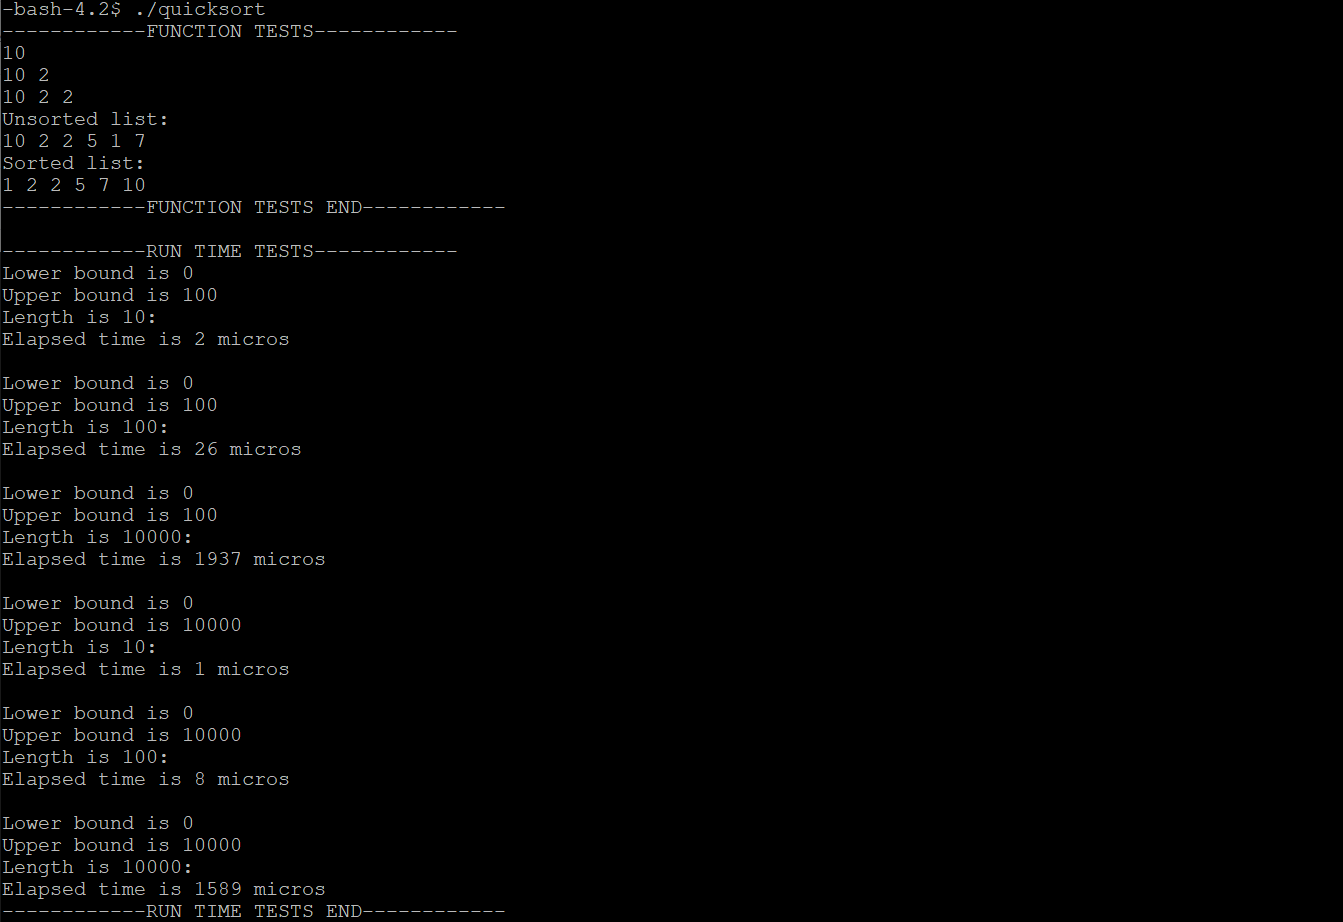 -bash-4.2$ ./quicksort
------------FUNCTION TESTS------------
10
10 2
10 2 2
Unsorted list:
10 2 2 5 1 7
Sorted list:
1 2 2 5 7 10
------------FUNCTION TESTS END------------
------------RUN TIME TESTS------------
Lower bound is 0
Upper bound is 100
Length is 10:
Elapsed time is 2 micros
Lower bound is 0
Upper bound is 100
Length is 100:
Elapsed time is 26 micros
Lower bound is 0
Upper bound is 100
Length is 10000:
Elapsed time is 1937 micros
Lower bound is 0
Upper bound is 10000
Length is 10:
Elapsed time is 1 micros
Lower bound is 0
Upper bound is 10000
Length is 100:
Elapsed time is 8 micros
Lower bound is 0
Upper bound is 10000
Length is 10000:
Elapsed time is 1589 micros
------------RUN TIME TESTS END------------